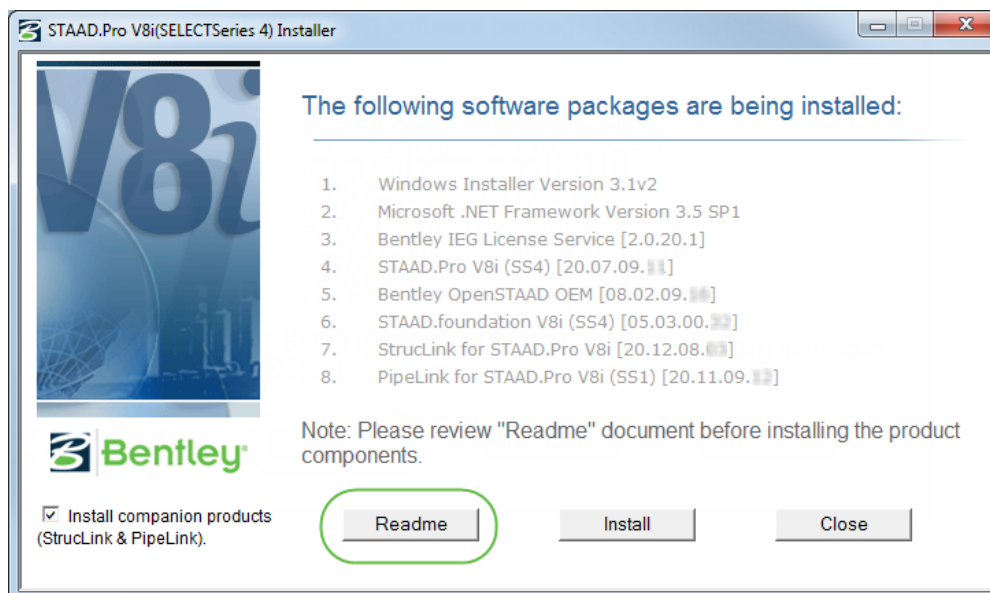 STAAD.Pro V8i(SELECTSeries 4) Installer
V8i
The following software packages are being installed:
1. Windows Installer Version 3.1v2
2. Microsoft .NET Framework Version 3.5 SP1
3. Bentley IEG License Service [2.0.20.1]
4. STAAD.Pro V8i (SS4) [20.07.09. ]
5. Bentley OpenSTAAD OEM [08.02.09. ]
6. STAAD.foundation V8i (SS4) [05.03.00. ]
7. StrucLink for STAAD.Pro V8i [20.12.08. ]
8. PipeLink for STAAD.Pro V8i (SS1) [20.11.09. ]
Note: Please review "Readme" document before installing the product
components.
Bentley
Install companion products
(StrucLink & PipeLink).
Readme
Install
Close